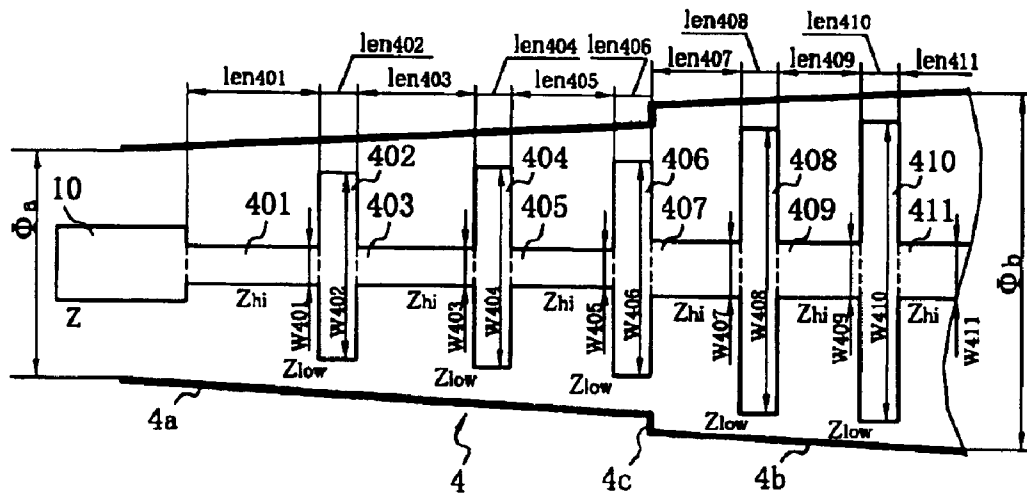 len408 len410
len402 len404 len406 len407 len409 len411
len401 len403 len405
402 404 406 408 410
10
Φa
401 403 405 407 409 411
Φb
Z Zhi W401 W402 Zhi W403 W404 Zhi W405 W406 Zhi W407 W408 Zhi W409 W410 Zhi W411
Zlow Zlow Zlow Zlow Zlow
4a 4 4c 4b